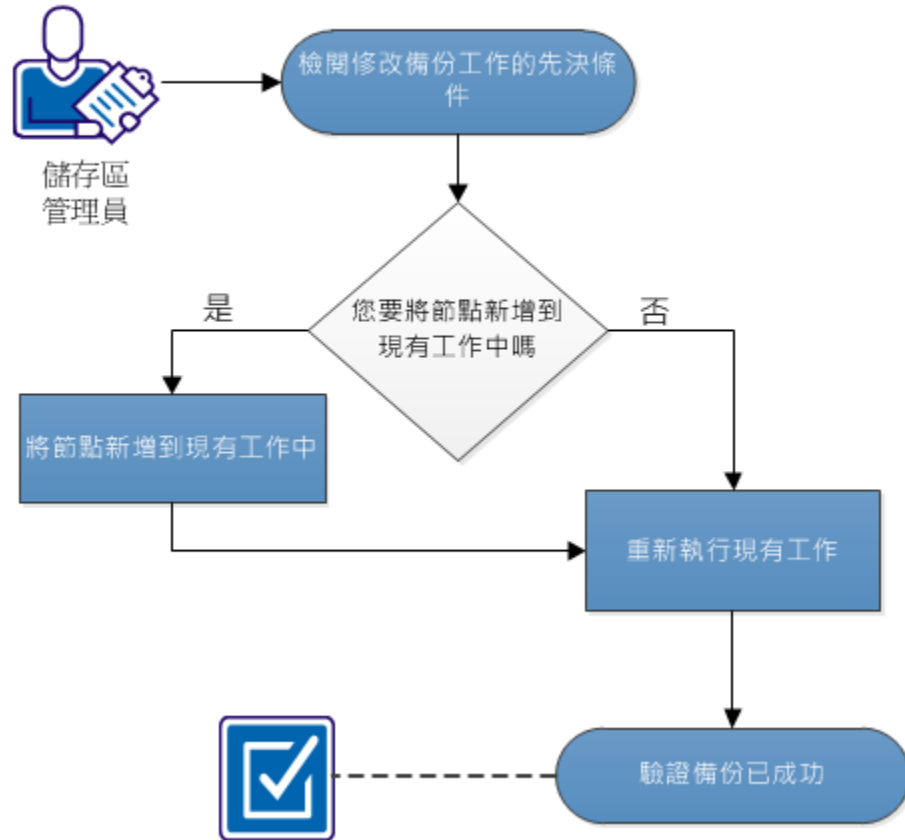 檢閱修改備份工作的先決條
件
儲存區
管理員
您要將節點新增到
現有工作中嗎
是
否
將節點新增到現有工作中
重新執行現有工作
驗證備份已成功